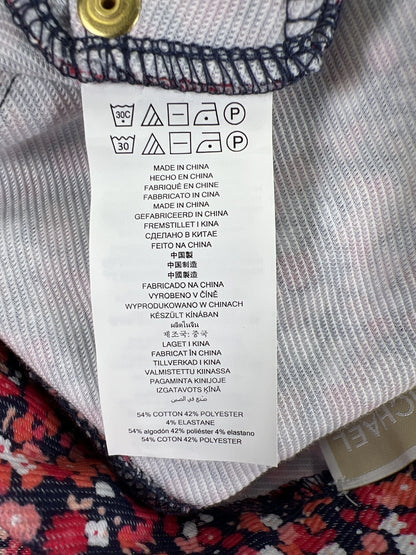 30C P
30 P
MADE IN CHINA
HECHO EN CHINA
FABRIQUÉ EN CHINE
FABBRICATO IN CINA
MADE IN CHINA
GEFABRICEERD IN CHINA
FREMSTILLET I KINA
СДЕЛАНО В КИТАЕ
FEITO NA CHINA
中国製
中国制造
中國製造
FABRICADO NA CHINA
VYROBENO V ČÍNĚ
WYPRODUKOWANO W CHINACH
KÉSZÜLT KÍNÁBAN
ผลิตในจีน
제조국: 중국
LAGET I KINA
FABRICAT ÎN CHINA
TILLVERKAD I KINA
VALMISTETTU KIINASSA
PAGAMINTA KINIJOJE
IZGATAVOTS ĶĪNĀ
صنع في الصين
54% COTTON 42% POLYESTER
4% ELASTANE
54% algodón 42% poliéster 4% elastano
54% COTTON 42% POLYESTER
MICHAEL